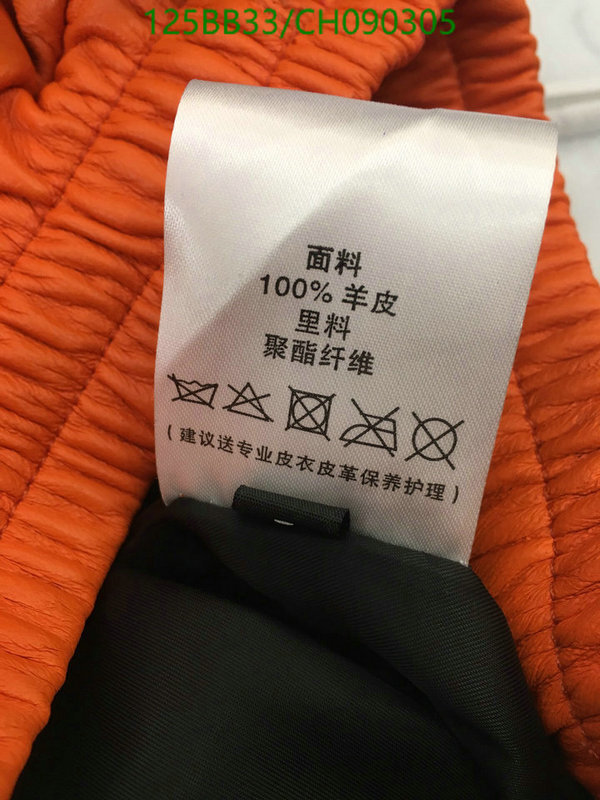 125BB33/CH090305
面料
100% 羊皮
里料
聚酯纤维
(建议送专业皮衣皮革保养护理)